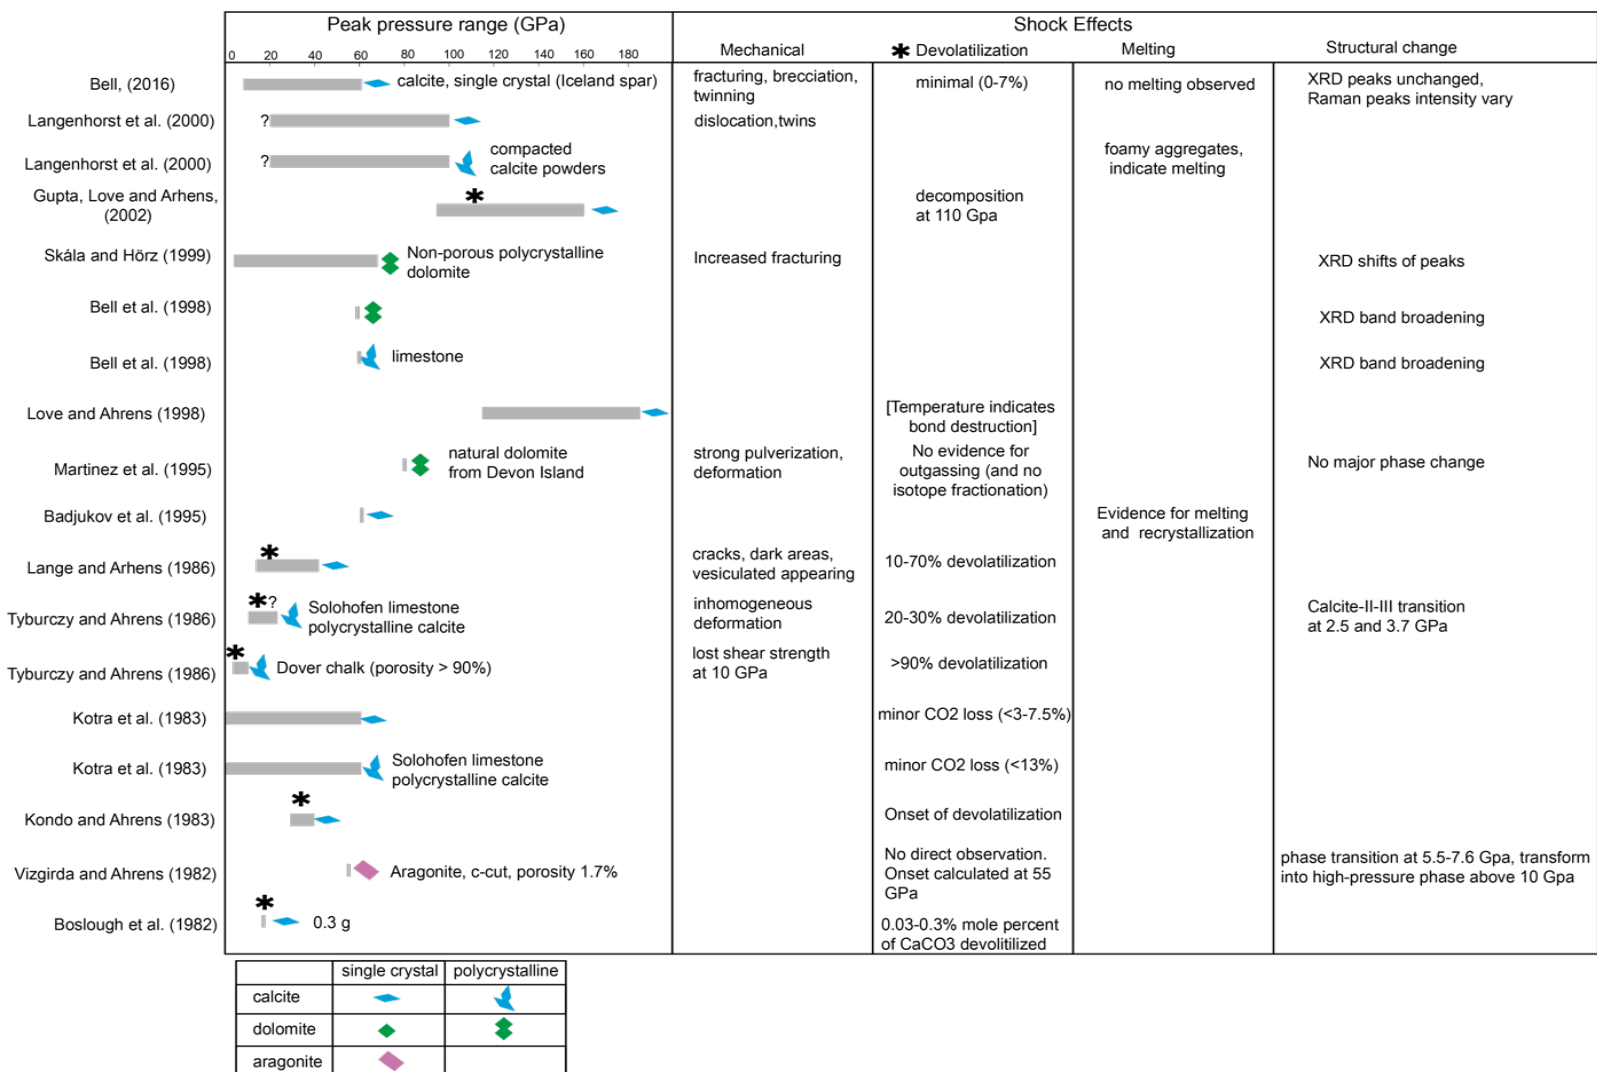 Peak pressure range (GPa)
Shock Effects
0 20 40 60 80 100 120 140 160 180
Mechanical
* Devolatilization
Melting
Structural change
Bell, (2016)
calcite, single crystal (Iceland spar)
fracturing, brecciation,
twinning
minimal (0-7%)
no melting observed
XRD peaks unchanged,
Raman peaks intensity vary
Langenhorst et al. (2000)
?
dislocation,twins
Langenhorst et al. (2000)
?
compacted
calcite powders
foamy aggregates,
indicate melting
Gupta, Love and Arhens,
(2002)
*
decomposition
at 110 Gpa
Skála and Hörz (1999)
Non-porous polycrystalline
dolomite
Increased fracturing
XRD shifts of peaks
Bell et al. (1998)
XRD band broadening
Bell et al. (1998)
limestone
XRD band broadening
Love and Ahrens (1998)
[Temperature indicates
bond destruction]
Martinez et al. (1995)
natural dolomite
from Devon Island
strong pulverization,
deformation
No evidence for
outgassing (and no
isotope fractionation)
No major phase change
Badjukov et al. (1995)
Evidence for melting
and recrystallization
Lange and Arhens (1986)
*
cracks, dark areas,
vesiculated appearing
10-70% devolatilization
Tyburczy and Ahrens (1986)
*?
Solohofen limestone
polycrystalline calcite
inhomogeneous
deformation
20-30% devolatilization
Calcite-II-III transition
at 2.5 and 3.7 GPa
Tyburczy and Ahrens (1986)
*
Dover chalk (porosity > 90%)
lost shear strength
at 10 GPa
>90% devolatilization
Kotra et al. (1983)
minor CO2 loss (<3-7.5%)
Kotra et al. (1983)
Solohofen limestone
polycrystalline calcite
minor CO2 loss (<13%)
Kondo and Ahrens (1983)
*
Onset of devolatilization
Vizgirda and Ahrens (1982)
Aragonite, c-cut, porosity 1.7%
No direct observation.
Onset calculated at 55
GPa
phase transition at 5.5-7.6 Gpa, transform
into high-pressure phase above 10 Gpa
Boslough et al. (1982)
*
0.3 g
0.03-0.3% mole percent
of CaCO3 devolitilized
single crystal
polycrystalline
calcite
dolomite
aragonite